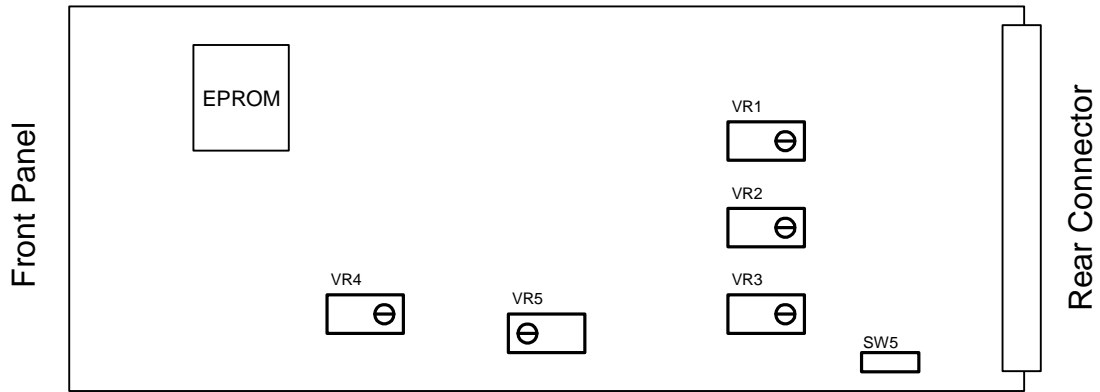 Front Panel
EPROM
VR1
VR2
VR4
VR5
VR3
SW5
Rear Connector